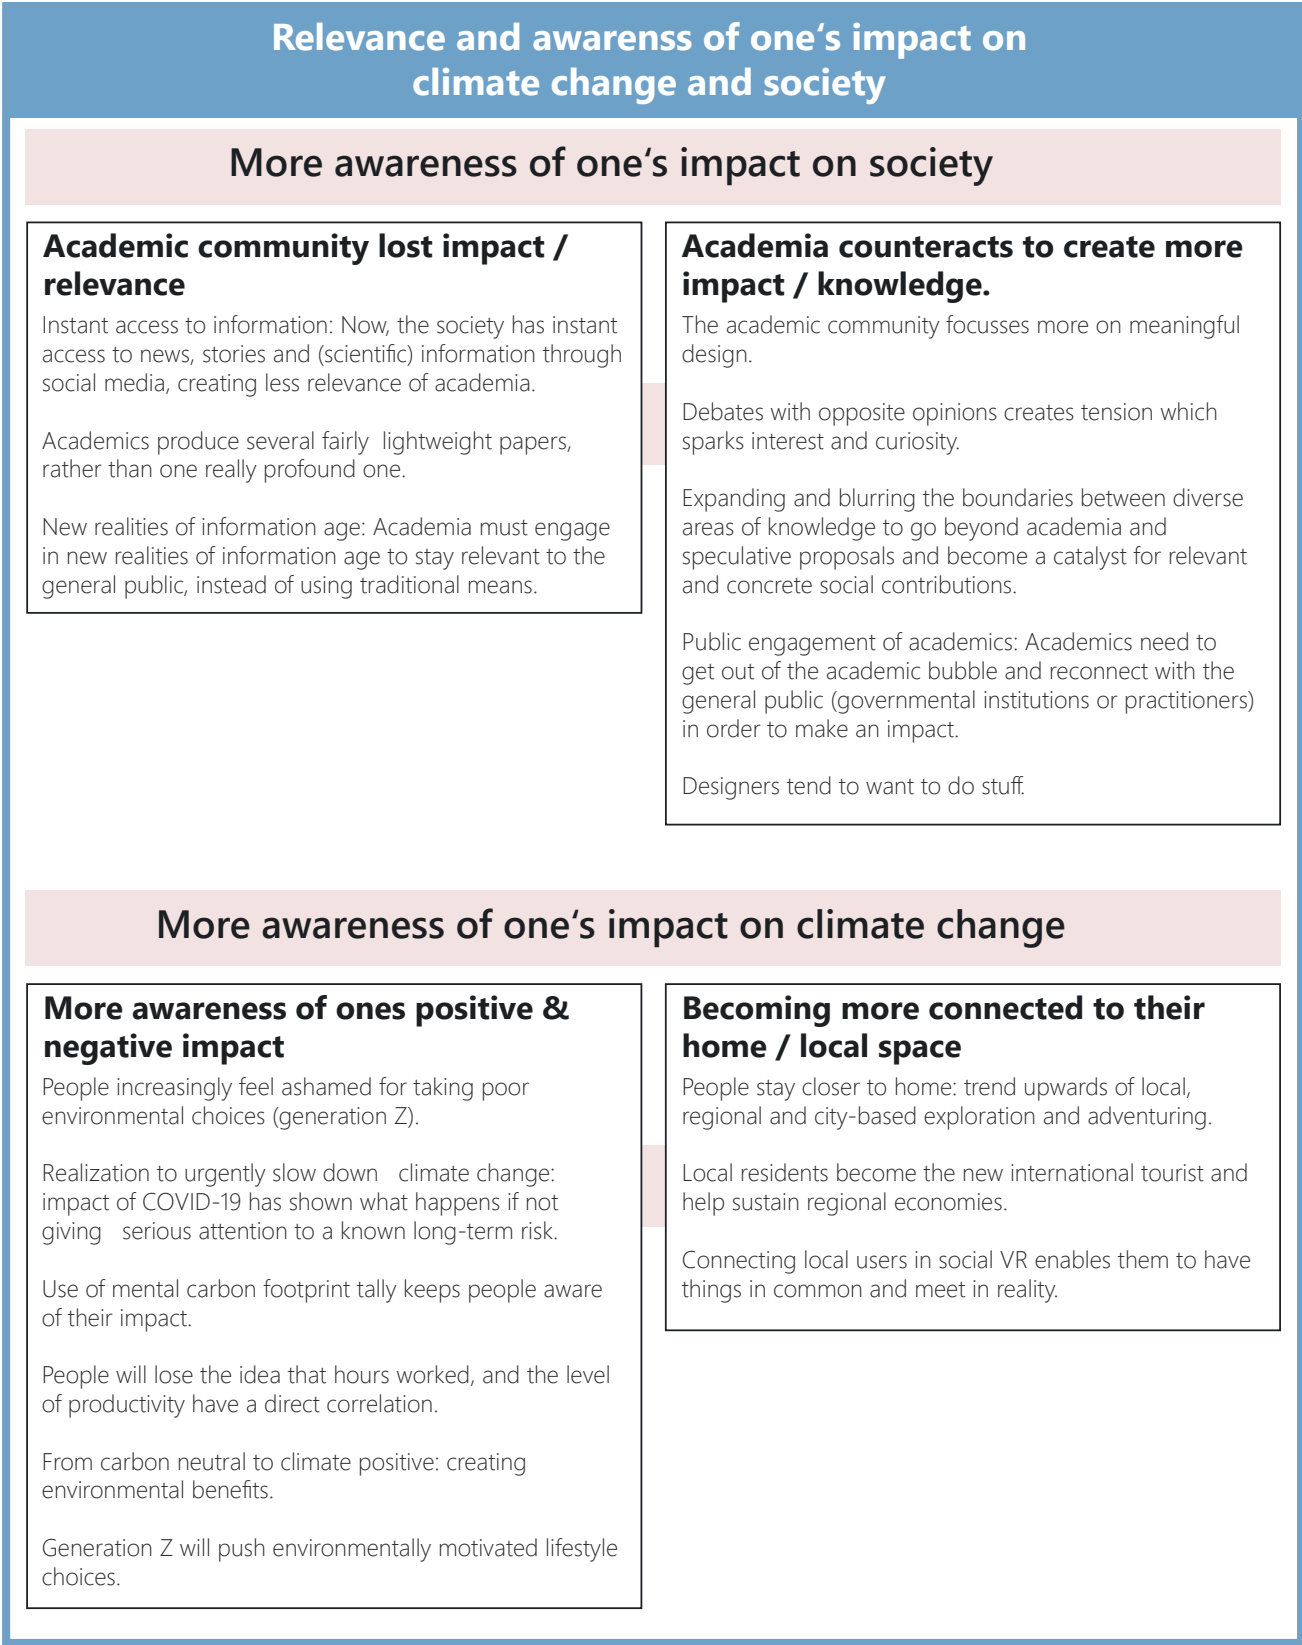 Relevance and awarenss of one‘s impact on
climate change and society
More awareness of one‘s impact on society
Academic community lost impact /
relevance
Instant access to information: Now, the society has instant
access to news, stories and (scientific) information through
social media, creating less relevance of academia.
Academics produce several fairly lightweight papers,
rather than one really profound one.
New realities of information age: Academia must engage
in new realities of information age to stay relevant to the
general public, instead of using traditional means.
Academia counteracts to create more
impact / knowledge.
The academic community focusses more on meaningful
design.
Debates with opposite opinions creates tension which
sparks interest and curiosity.
Expanding and blurring the boundaries between diverse
areas of knowledge to go beyond academia and
speculative proposals and become a catalyst for relevant
and concrete social contributions.
Public engagement of academics: Academics need to
get out of the academic bubble and reconnect with the
general public (governmental institutions or practitioners)
in order to make an impact.
Designers tend to want to do stuff.
More awareness of one‘s impact on climate change
More awareness of ones positive &
negative impact
People increasingly feel ashamed for taking poor
environmental choices (generation Z).
Realization to urgently slow down climate change:
impact of COVID-19 has shown what happens if not
giving serious attention to a known long-term risk.
Use of mental carbon footprint tally keeps people aware
of their impact.
People will lose the idea that hours worked, and the level
of productivity have a direct correlation.
From carbon neutral to climate positive: creating
environmental benefits.
Generation Z will push environmentally motivated lifestyle
choices.
Becoming more connected to their
home / local space
People stay closer to home: trend upwards of local,
regional and city-based exploration and adventuring.
Local residents become the new international tourist and
help sustain regional economies.
Connecting local users in social VR enables them to have
things in common and meet in reality.